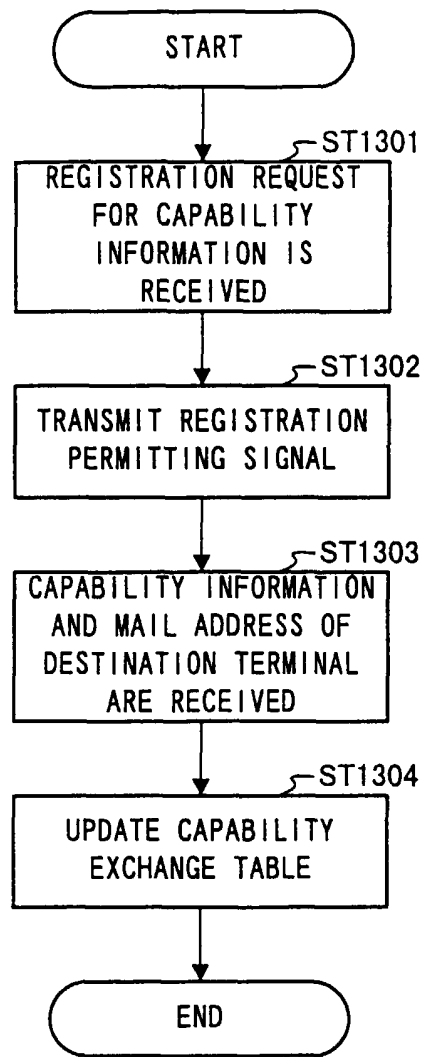 START
ST1301
REGISTRATION REQUEST
FOR CAPABILITY
INFORMATION IS
RECEIVED
ST1302
TRANSMIT REGISTRATION
PERMITTING SIGNAL
ST1303
CAPABILITY INFORMATION
AND MAIL ADDRESS OF
DESTINATION TERMINAL
ARE RECEIVED
ST1304
UPDATE CAPABILITY
EXCHANGE TABLE
END